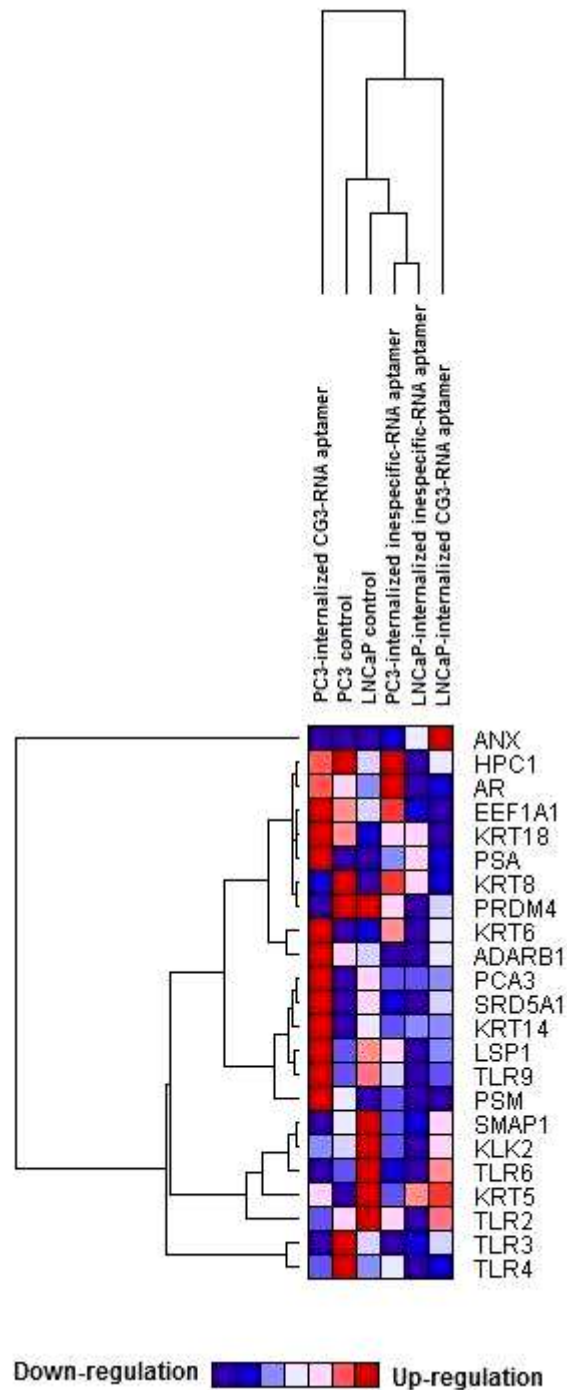 PC3-internalized CG3-RNA aptamer
PC3 control
LNCaP control
PC3-internalized inespecific-RNA aptamer
LNCaP-internalized inespecific-RNA aptamer
LNCaP-internalized CG3-RNA aptamer
ANX
HPC1
AR
EEF1A1
KRT18
PSA
KRT8
PRDM4
KRT6
ADARB1
PCA3
SRD5A1
KRT14
LSP1
TLR9
PSM
SMAP1
KLK2
TLR6
KRT5
TLR2
TLR3
TLR4
Down-regulation Up-regulation